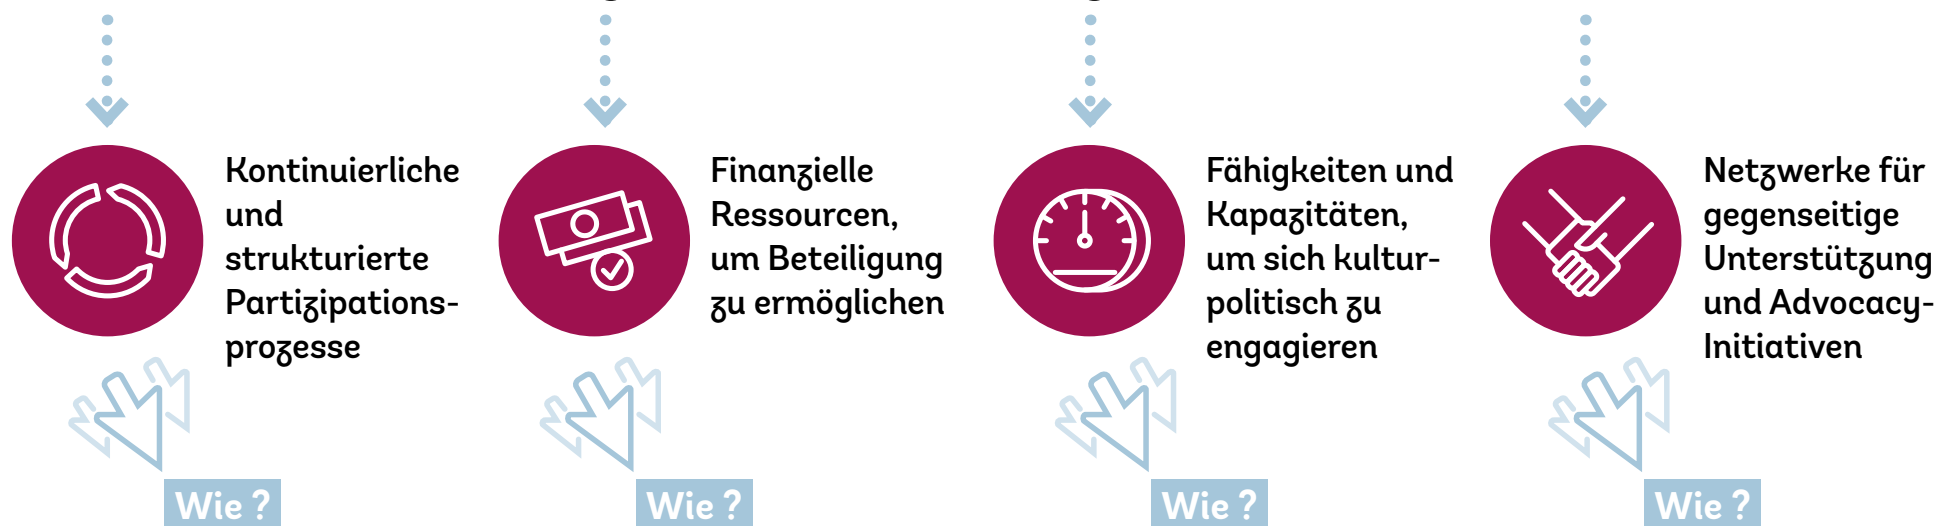 Kontinuierliche
und
strukturierte
Partizipations-
prozesse
Finanzielle
Ressourcen,
um Beteiligung
zu ermöglichen
Fähigkeiten und
Kapazitäten,
um sich kultur-
politisch zu
engagieren
Netzwerke für
gegenseitige
Unterstützung
und Advocacy-
Initiativen
Wie ?
Wie ?
Wie ?
Wie ?